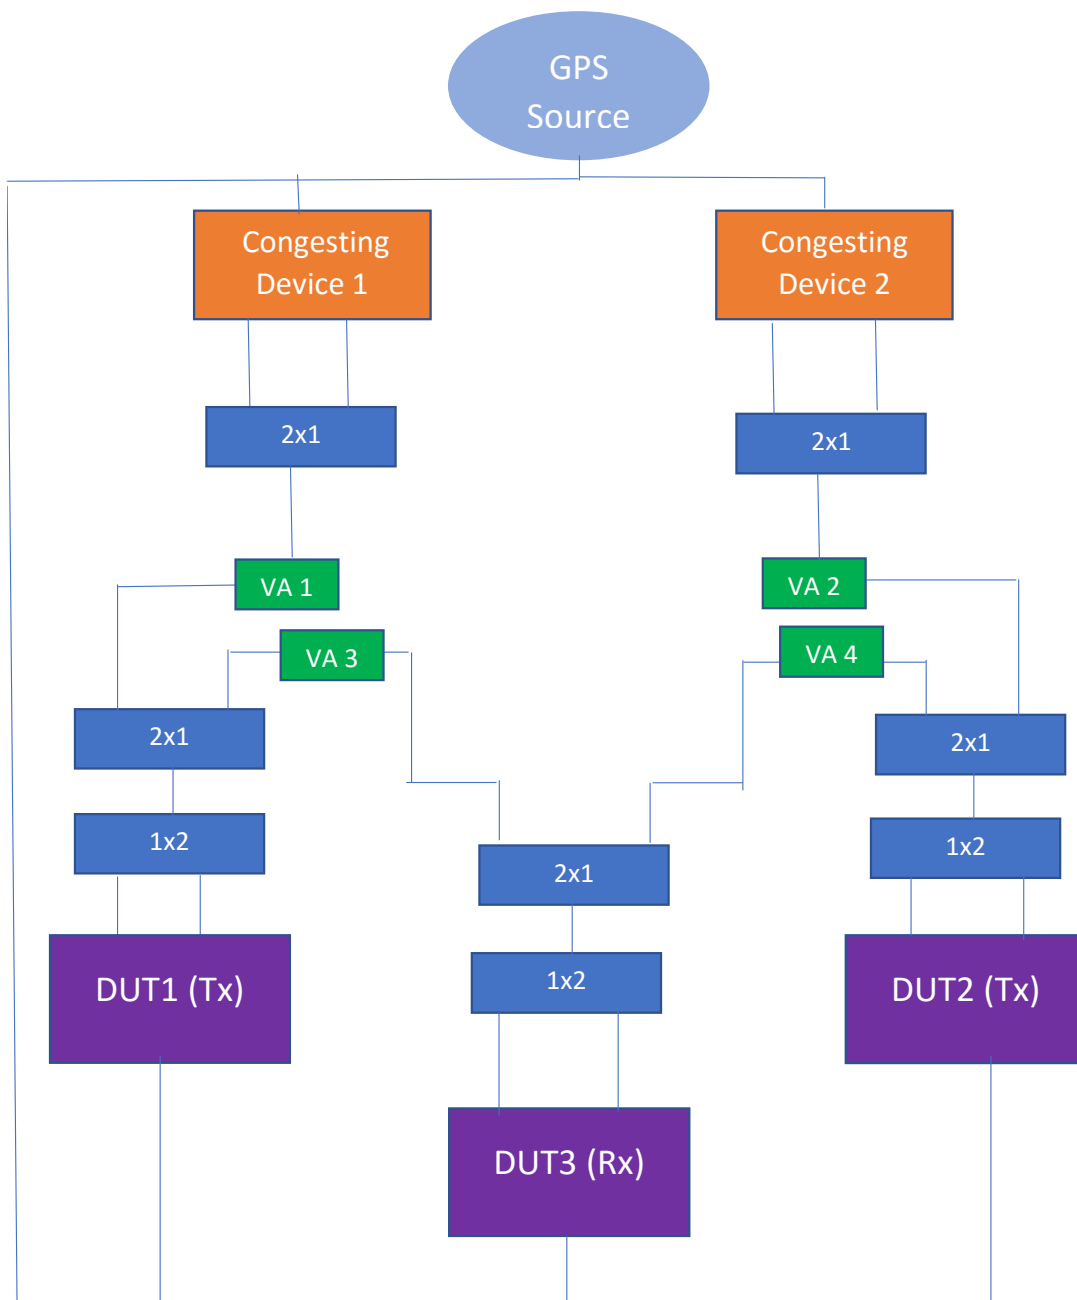 GPS
Source
Congesting
Device 1
Congesting
Device 2
2x1
2x1
VA 1
VA 2
VA 3
VA 4
2x1
2x1
1x2
1x2
2x1
DUT1 (Tx)
1x2
DUT2 (Tx)
DUT3 (Rx)